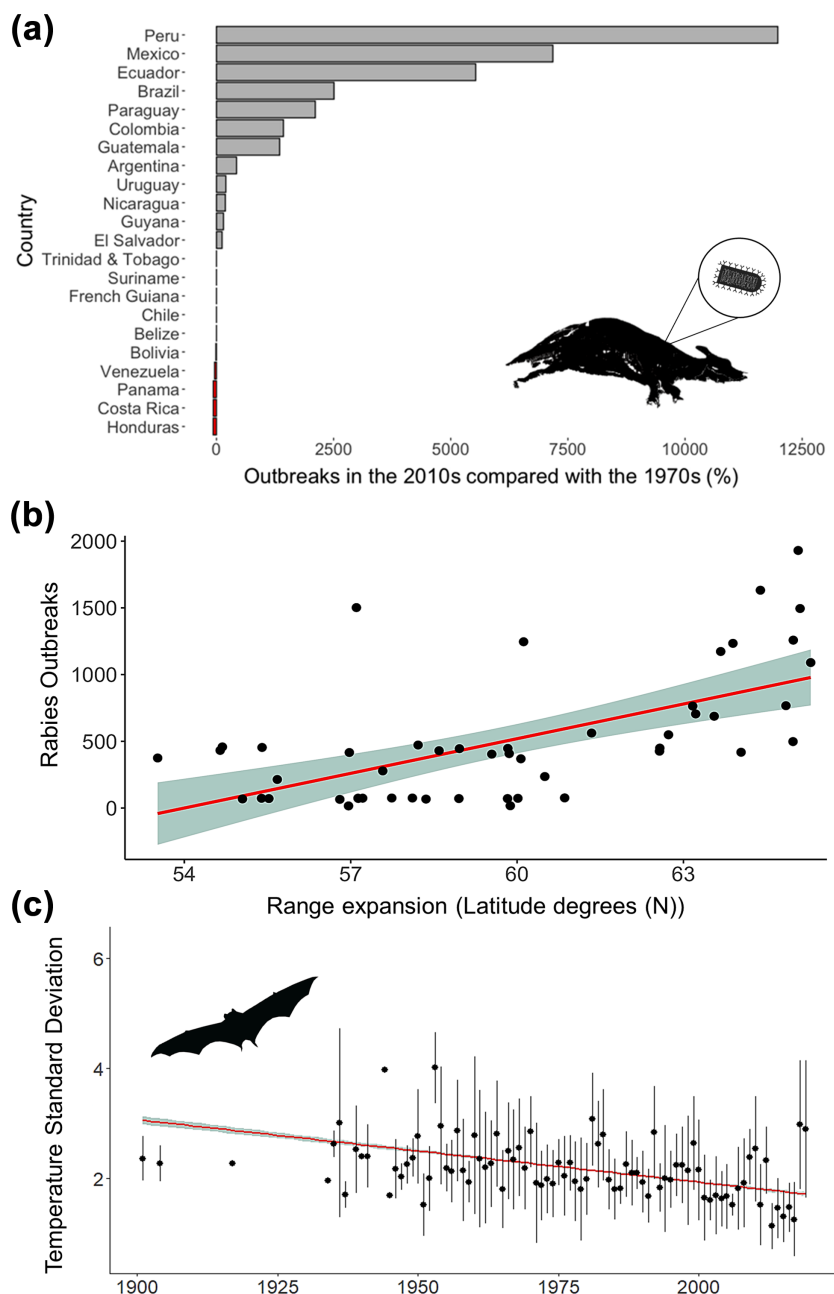 (a)
Country
Peru
Mexico
Ecuador
Brazil
Paraguay
Colombia
Guatemala
Argentina
Uruguay
Nicaragua
Guyana
El Salvador
Trinidad & Tobago
Suriname
French Guiana
Chile
Belize
Bolivia
Venezuela
Panama
Costa Rica
Honduras
0 2500 5000 7500 10000 12500
Outbreaks in the 2010s compared with the 1970s (%)
(b)
Rabies Outbreaks
2000
1500
1000
500
0
54 57 60 63
Range expansion (Latitude degrees (N))
(c)
Temperature Standard Deviation
6
4
2
1900 1925 1950 1975 2000